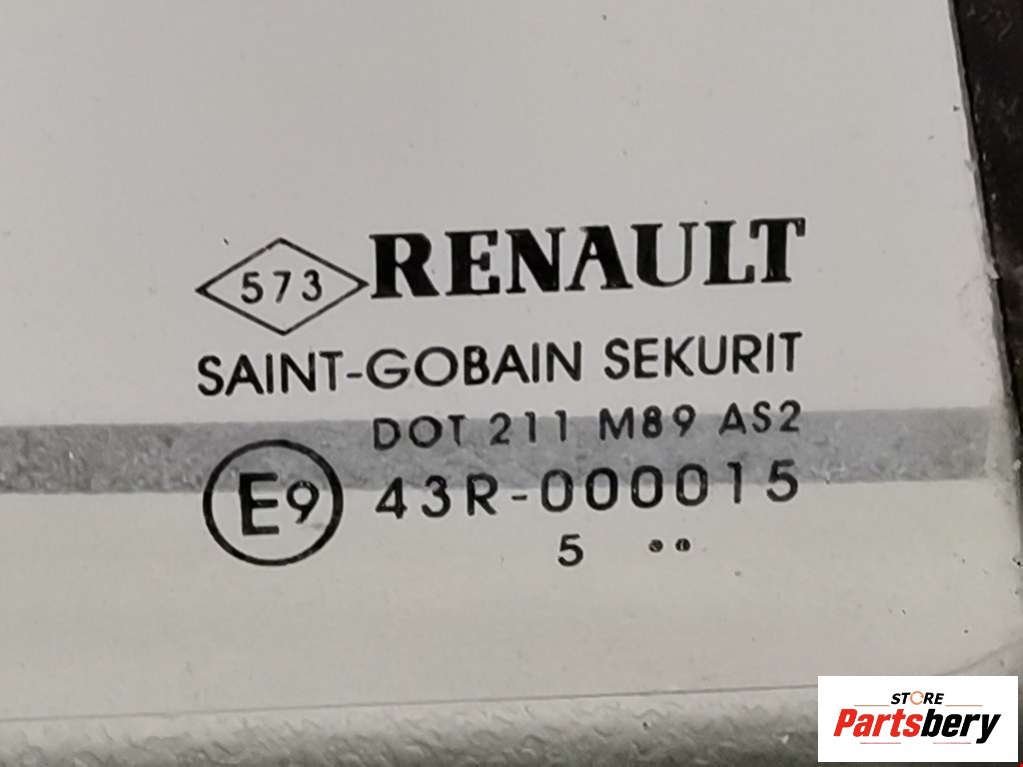 573 RENAULT
SAINT-GOBAIN SEKURIT
DOT 211 M89 AS2
E9 43R-000015
5 ••
STORE
Partsbery